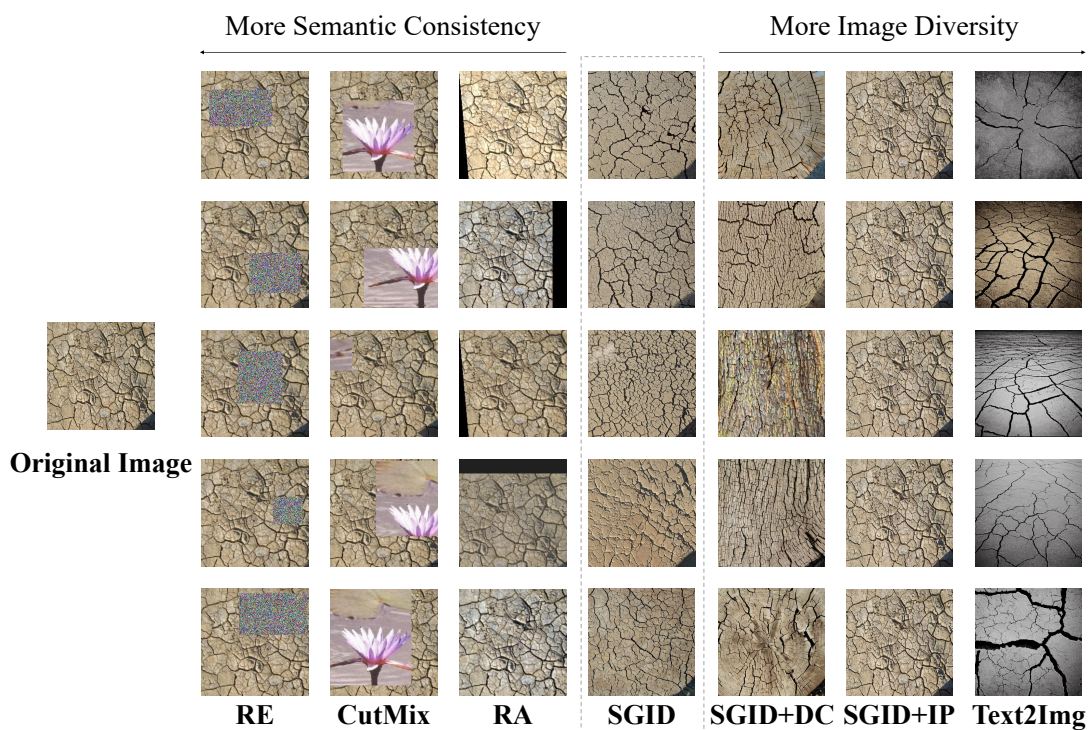 More Semantic Consistency
More Image Diversity
Original Image
RE
CutMix
RA
SGID
SGID+DC
SGID+IP
Text2Img